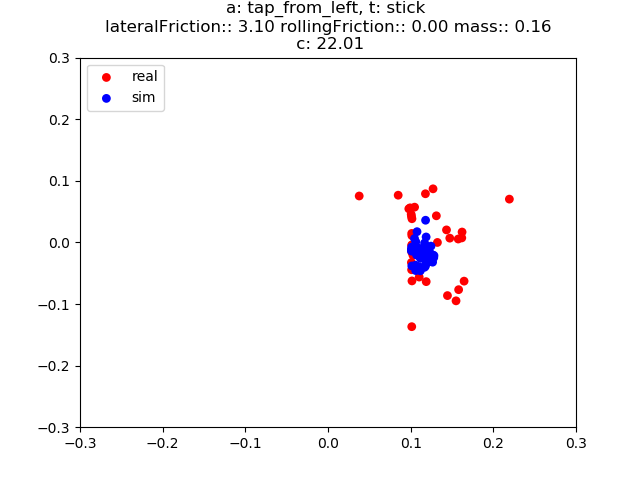 a: tap_from_left, t: stick
lateralFriction:: 3.10 rollingFriction:: 0.00 mass:: 0.16
c: 22.01
real
sim
0.3
0.2
0.1
0.0
−0.1
−0.2
−0.3
−0.3 −0.2 −0.1 0.0 0.1 0.2 0.3